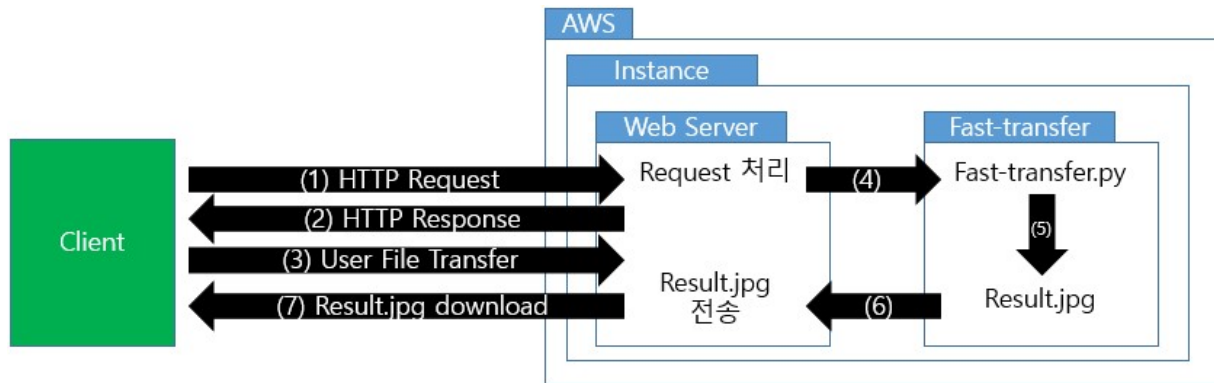 AWS
Instance
Web Server
Fast-transfer
Client
(1) HTTP Request
(2) HTTP Response
(3) User File Transfer
(7) Result.jpg download
Request 처리
Result.jpg
전송
(4)
(6)
Fast-transfer.py
(5)
Result.jpg